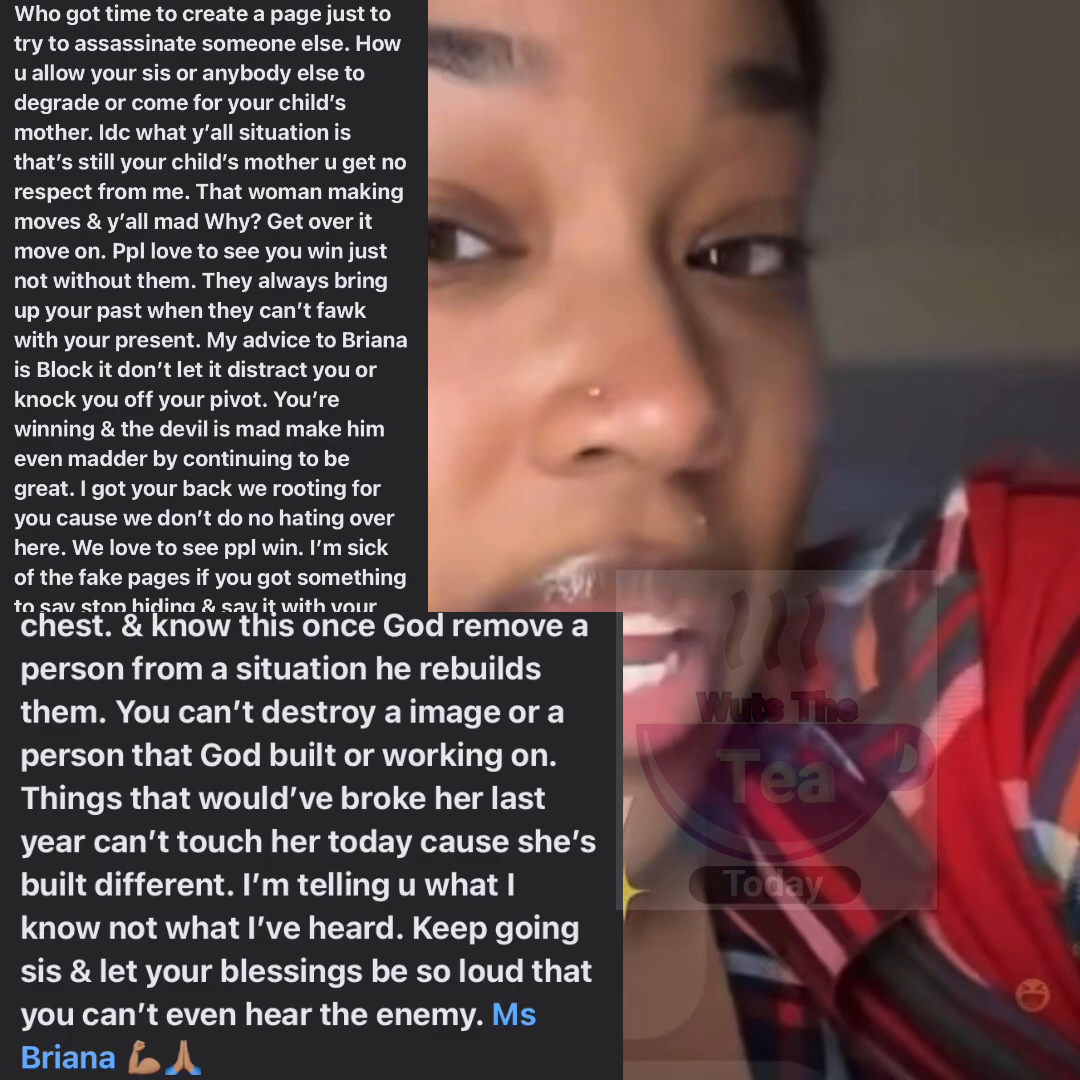 Who got time to create a page just to
try to assassinate someone else. How
u allow your sis or anybody else to
degrade or come for your child’s
mother. Idc what y’all situation is
that’s still your child’s mother u get no
respect from me. That woman making
moves & y’all mad Why? Get over it
move on. Ppl love to see you win just
not without them. They always bring
up your past when they can’t fawk
with your present. My advice to Briana
is Block it don’t let it distract you or
knock you off your pivot. You’re
winning & the devil is mad make him
even madder by continuing to be
great. I got your back we rooting for
you cause we don’t do no hating over
here. We love to see ppl win. I’m sick
of the fake pages if you got something
to say stop hiding & say it with your
chest. & know this once God remove a
person from a situation he rebuilds
them. You can’t destroy a image or a
person that God built or working on.
Things that would’ve broke her last
year can’t touch her today cause she’s
built different. I’m telling u what I
know not what I’ve heard. Keep going
sis & let your blessings be so loud that
you can’t even hear the enemy. Ms
Briana 💪🏽🙏🏽
Wuts The
Tea
Today